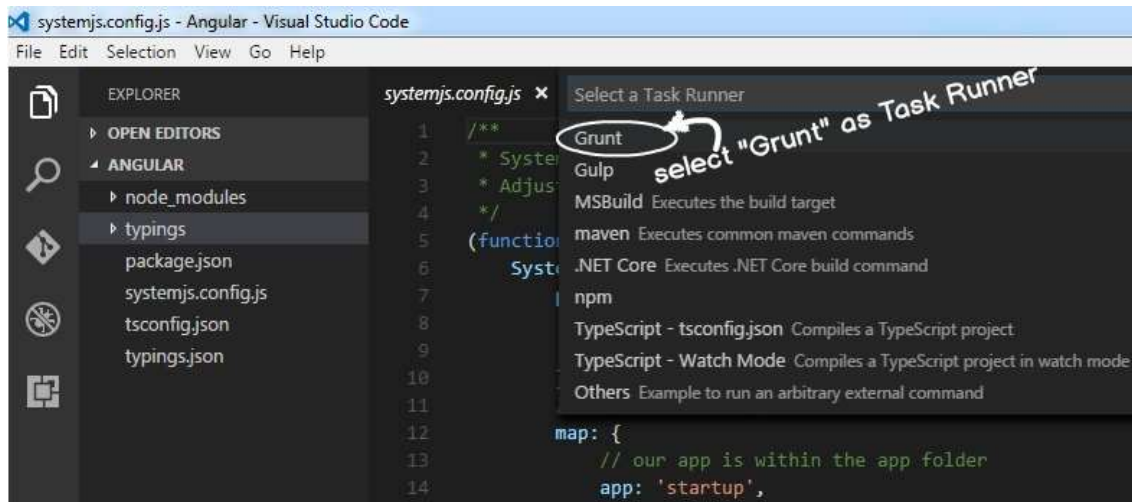 systemjs.config.js - Angular - Visual Studio Code
File Edit Selection View Go Help
EXPLORER
OPEN EDITORS
ANGULAR
node_modules
typings
package.json
systemjs.config.js
tsconfig.json
typings.json
systemjs.config.js
Select a Task Runner
Grunt
Gulp
MSBuild Executes the build target
maven Executes common maven commands
.NET Core Executes .NET Core build command
npm
TypeScript - tsconfig.json Compiles a TypeScript project
TypeScript - Watch Mode Compiles a TypeScript project in watch mode
Others Example to run an arbitrary external command
select "Grunt" as Task Runner
1 /**
2 * Syste
3 * Adjus
4 */
5 (functio
6 Syst
7
8
9
10
11
12 map: {
13 // our app is within the app folder
14 app: 'startup',